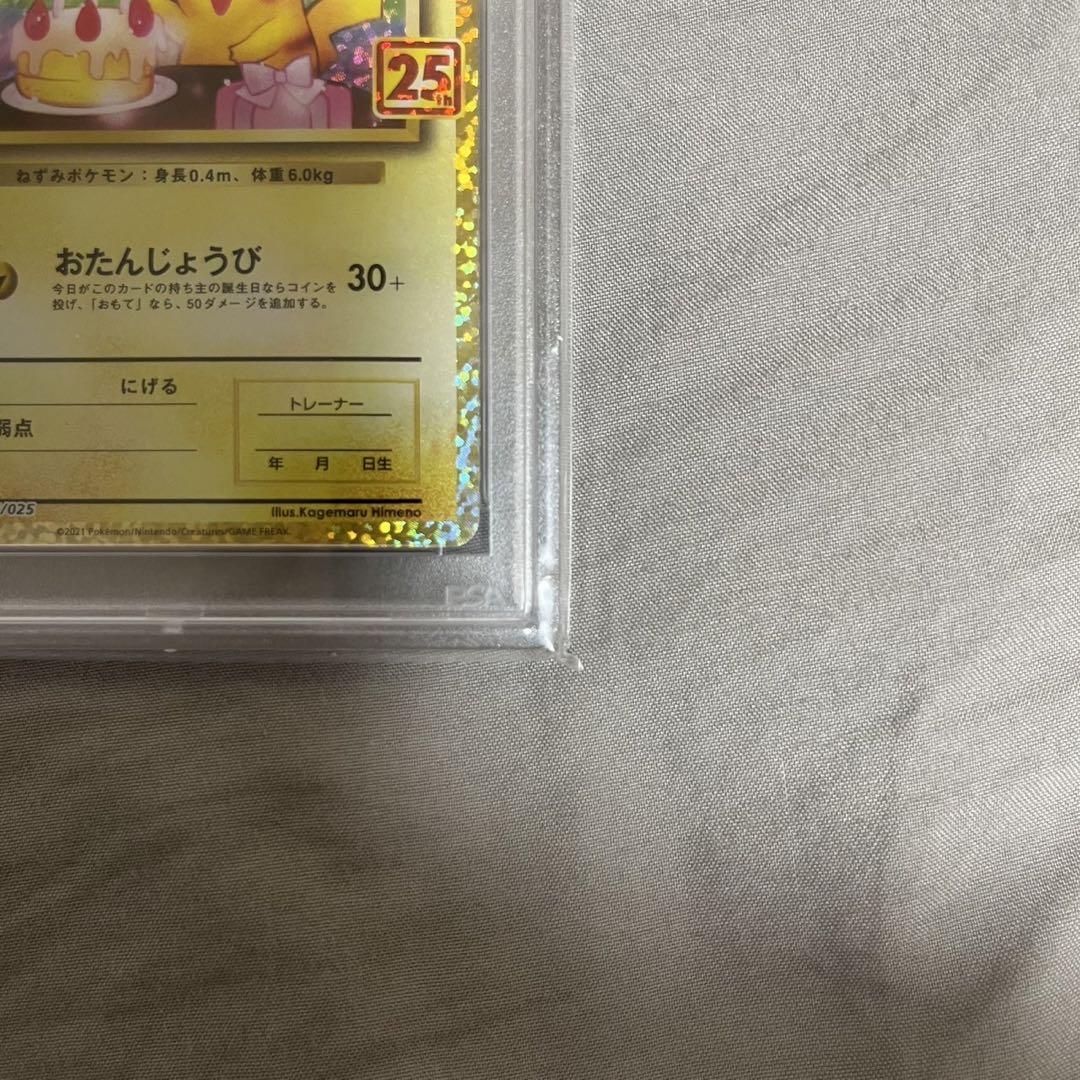 25th
ねずみポケモン：身長0.4m、体重6.0kg
おたんじょうび
30+
今日がこのカードの持ち主の誕生日ならコインを
投げ、「おもて」なら、50ダメージを追加する。
にげる
トレーナー
弱点
年 月 日生
/025
Illus.Kagemaru Himeno
©2021 Pokémon/Nintendo/Creatures/GAME FREAK.
PSA